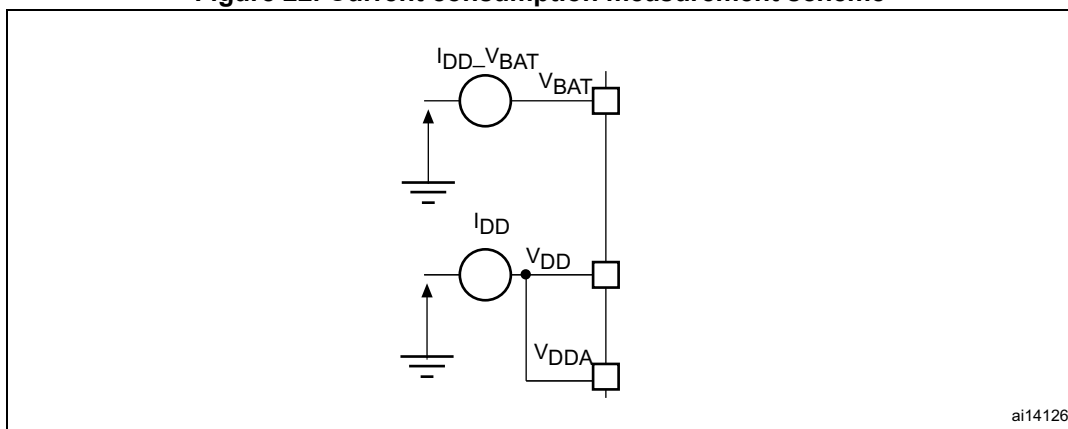 Figure 22. Current consumption measurement scheme
IDD_VBAT
VBAT
IDD
VDD
VDDA
ai14126